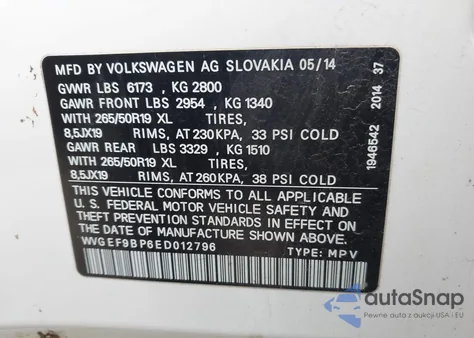 MFD BY VOLKSWAGEN AG SLOVAKIA 05/14
GVWR LBS 6173 , KG 2800
GAWR FRONT LBS 2954 , KG 1340
WITH 265/50R19 XL TIRES,
8,5JX19 RIMS, AT 230KPA, 33 PSI COLD
GAWR REAR LBS 3329 , KG 1510
WITH 265/50R19 XL TIRES,
8,5JX19 RIMS, AT 260KPA, 38 PSI COLD
THIS VEHICLE CONFORMS TO ALL APPLICABLE
U. S. FEDERAL MOTOR VEHICLE SAFETY AND
THEFT PREVENTION STANDARDS IN EFFECT ON
THE DATE OF MANUFACTURE SHOWN ABOVE.
WVGEF9BP6ED012796 TYPE: MPV
1946542 2014 37
autoSnap
Pewne auta z aukcji USA i EU